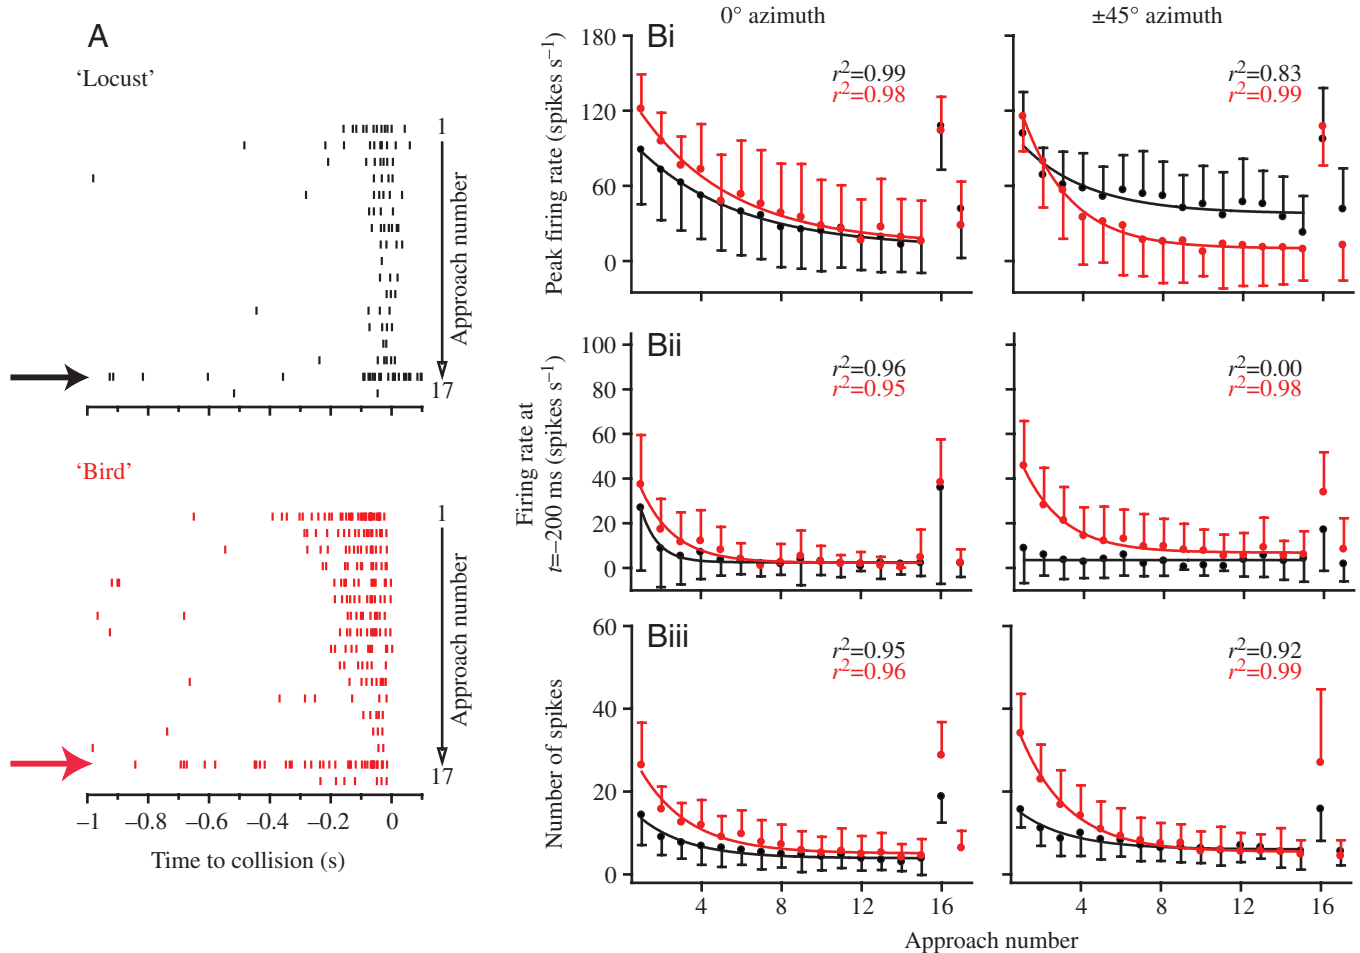 A
'Locust'
1
Approach number
17
'Bird'
1
Approach number
17
–1 –0.8 –0.6 –0.4 –0.2 0
Time to collision (s)
0° azimuth
±45° azimuth
Bi
Peak firing rate (spikes s–1)
180
120
60
0
r2=0.99
r2=0.98
r2=0.83
r2=0.99
Bii
Firing rate at
t=–200 ms (spikes s–1)
100
80
60
40
20
0
r2=0.96
r2=0.95
r2=0.00
r2=0.98
Biii
Number of spikes
60
40
20
0
r2=0.95
r2=0.96
r2=0.92
r2=0.99
4 8 12 16
4 8 12 16
Approach number